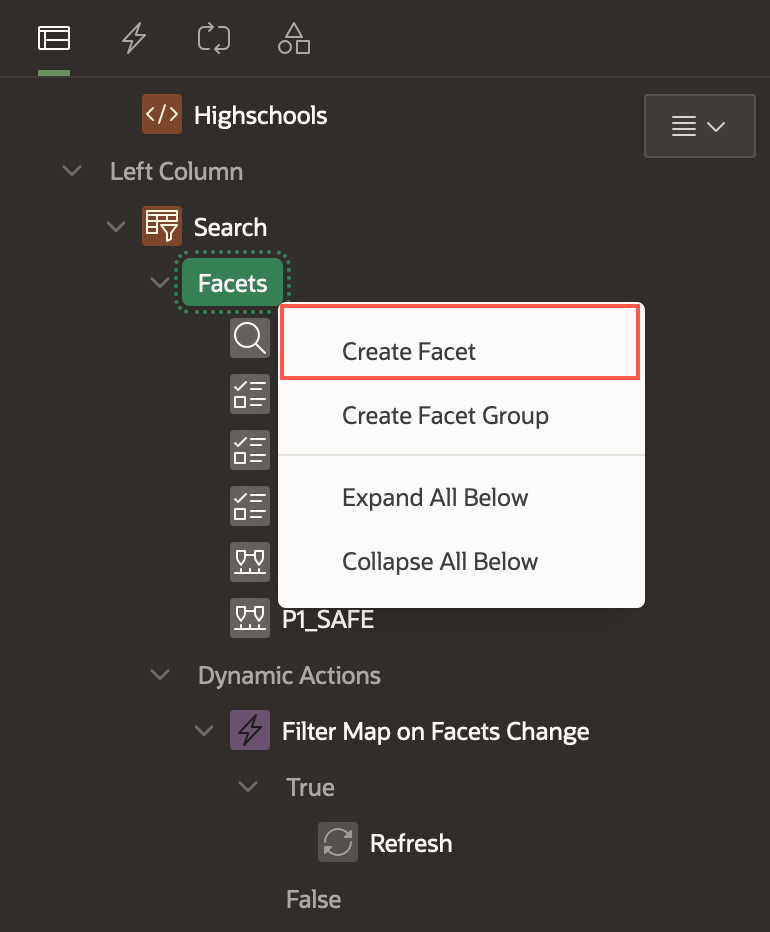 Highschools
Left Column
Search
Facets
Create Facet
Create Facet Group
Expand All Below
Collapse All Below
P1_SAFE
Dynamic Actions
Filter Map on Facets Change
True
Refresh
False